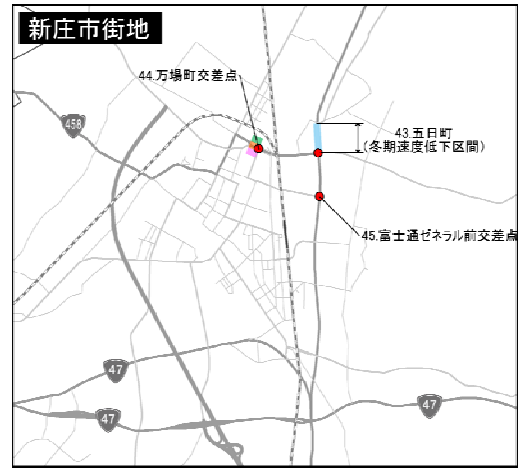 新庄市街地
44.万場町交差点
458
43.五日町
(冬期速度低下区間)
45.富士通ゼネラル前交差点
47
47
47